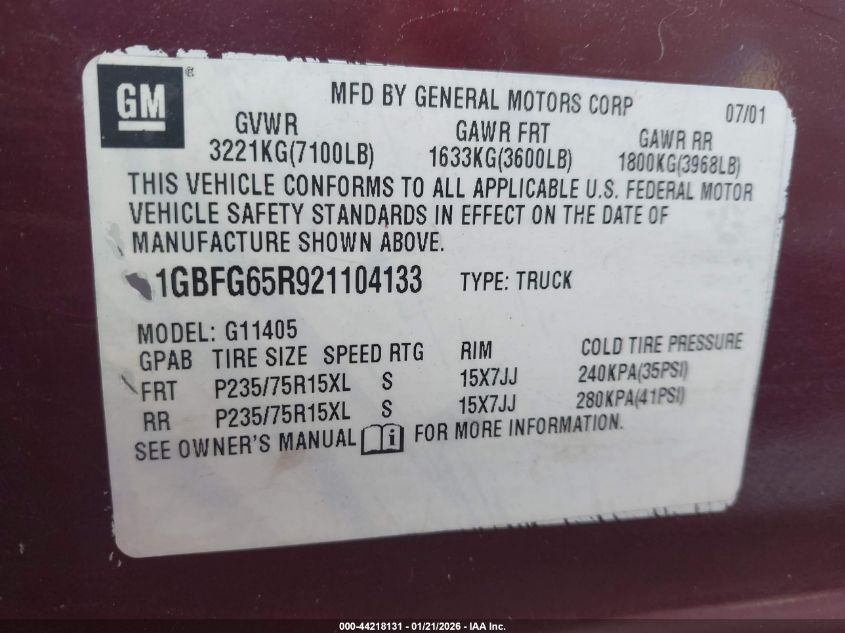 GM®
MFD BY GENERAL MOTORS CORP 07/01
GVWR GAWR FRT GAWR RR
3221KG(7100LB) 1633KG(3600LB) 1800KG(3968LB)
THIS VEHICLE CONFORMS TO ALL APPLICABLE U.S. FEDERAL MOTOR
VEHICLE SAFETY STANDARDS IN EFFECT ON THE DATE OF
MANUFACTURE SHOWN ABOVE.
1GBFG65R921104133 TYPE: TRUCK
MODEL: G11405
GPAB TIRE SIZE SPEED RTG RIM COLD TIRE PRESSURE
FRT P235/75R15XL S 15X7JJ 240KPA(35PSI)
RR P235/75R15XL S 15X7JJ 280KPA(41PSI)
SEE OWNER'S MANUAL FOR MORE INFORMATION.
000-44218131 - 01/21/2026 - IAA Inc.